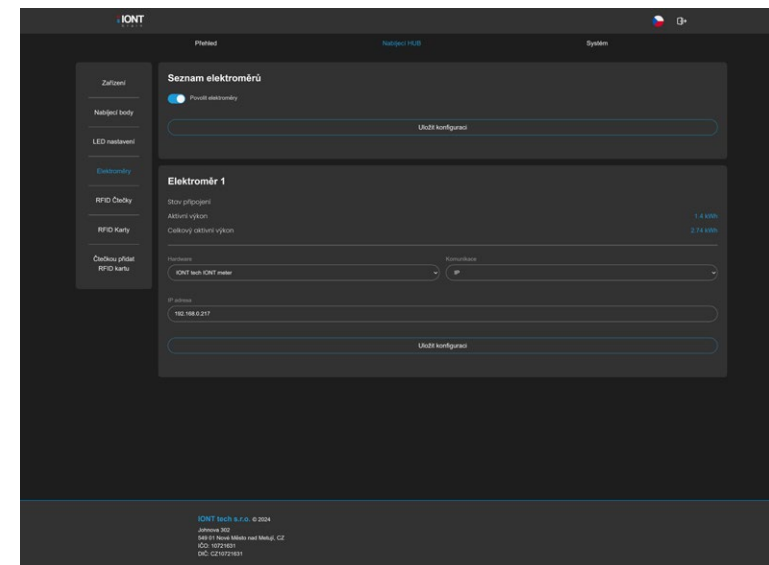 IONT
Přehled
Nabíjecí HUB
Systém
Zařízení
Nabíjecí body
LED nastavení
Elektroměry
RFID Čtečky
RFID Karty
Čtečkou přidat
RFID kartu
Seznam elektroměrů
Povolit elektroměry
Uložit konfiguraci
Elektroměr 1
Stav připojení
Aktivní výkon
1.4 kWh
Celkový aktivní výkon
2.74 kWh
Hardware
Komunikace
IONT tech IONT meter
IP
IP adresa
192.168.0.217
Uložit konfiguraci
IONT tech s.r.o. © 2024
Johnova 302
549 01 Nové Město nad Metují, CZ
IČO: 10721631
DIČ: CZ10721631